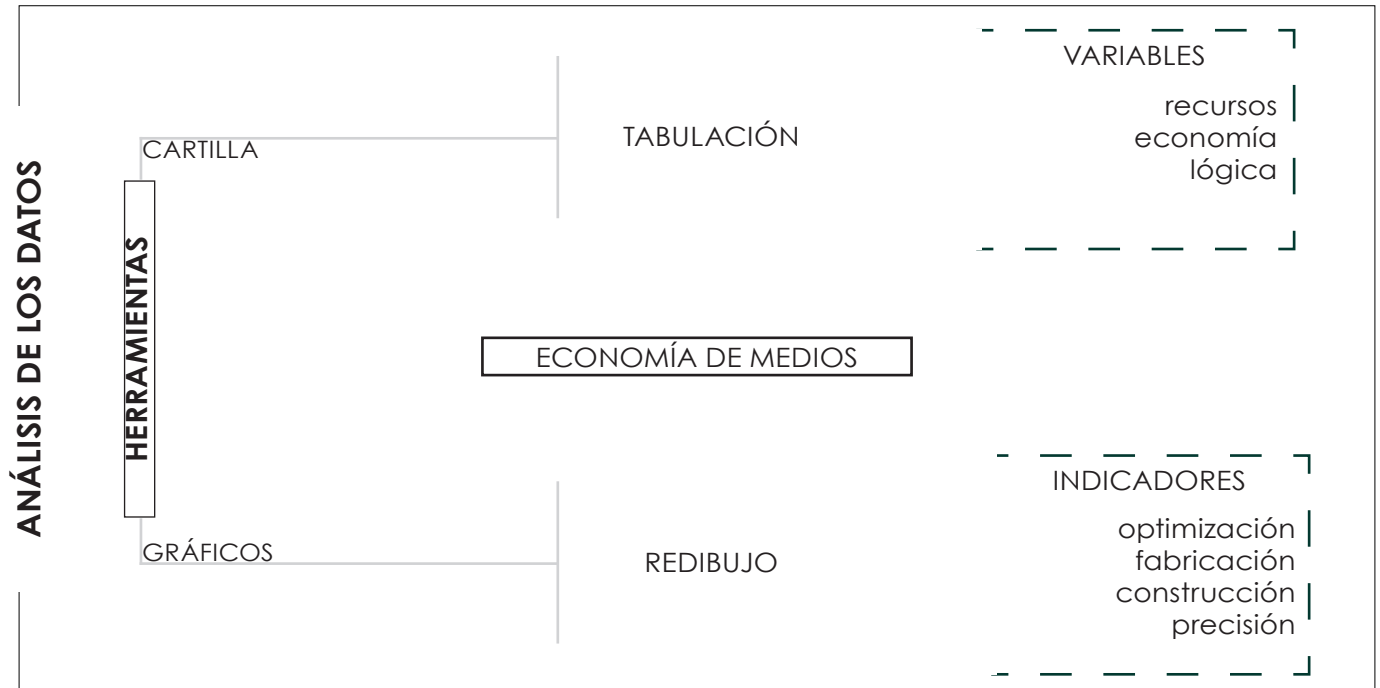 ANÁLISIS DE LOS DATOS
HERRAMIENTAS
CARTILLA
TABULACIÓN
VARIABLES
recursos
economía
lógica
ECONOMÍA DE MEDIOS
GRÁFICOS
REDIBUJO
INDICADORES
optimización
fabricación
construcción
precisión